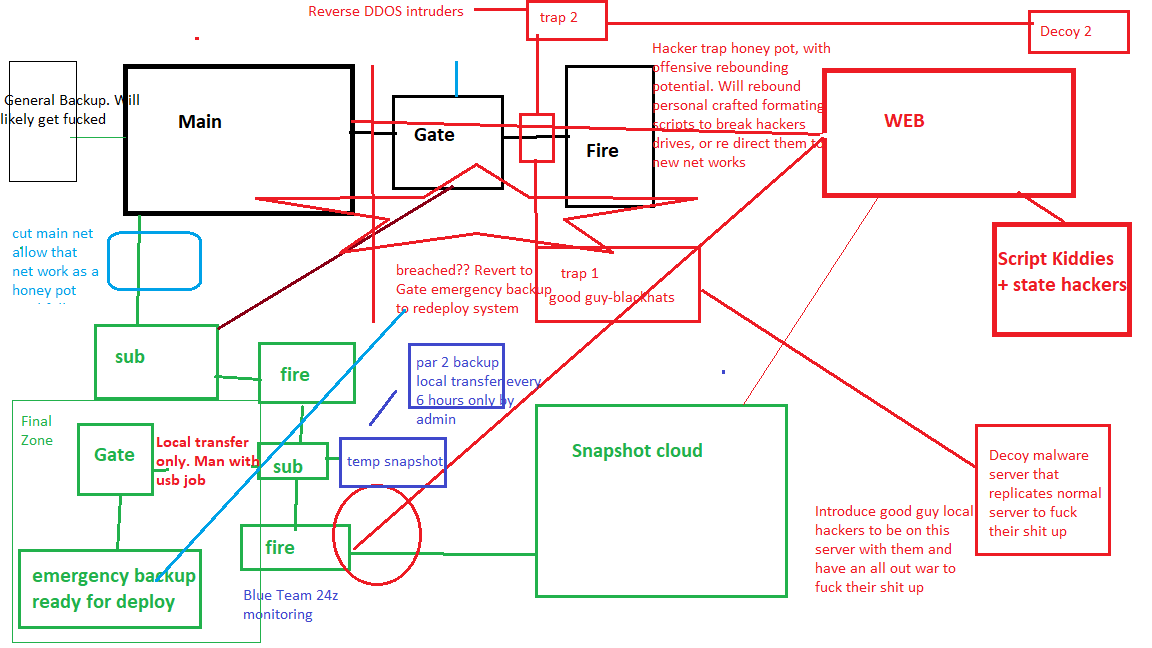 Reverse DDOS intruders
trap 2
Decoy 2
Hacker trap honey pot, with
offensive rebounding
potential. Will rebound
personal crafted formating
scripts to break hackers
drives, or re direct them to
new net works
General Backup. Will
likely get fucked
Main
Gate
Fire
WEB
Script Kiddies
+ state hackers
cut main net
allow that
net work as a
honey pot
breached?? Revert to
Gate emergency backup
to redeploy system
trap 1
good guy-blackhats
sub
fire
par 2 backup
local transfer every
6 hours only by
admin
Final
Zone
Gate
Local transfer
only. Man with
usb job
sub
temp snapshot
Snapshot cloud
fire
emergency backup
ready for deploy
Blue Team 24z
monitoring
Introduce good guy local
hackers to be on this
server with them and
have an all out war to
fuck their shit up
Decoy malware
server that
replicates normal
server to fuck
their shit up